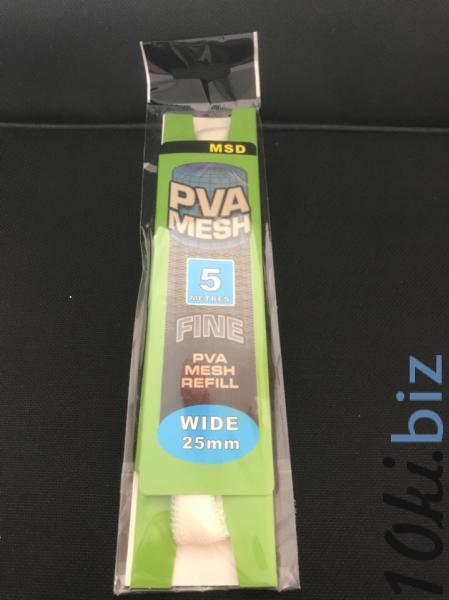 MSD
PVA
MESH
5
METRES
FINE
PVA
MESH
REFILL
WIDE
25mm
10ki.biz